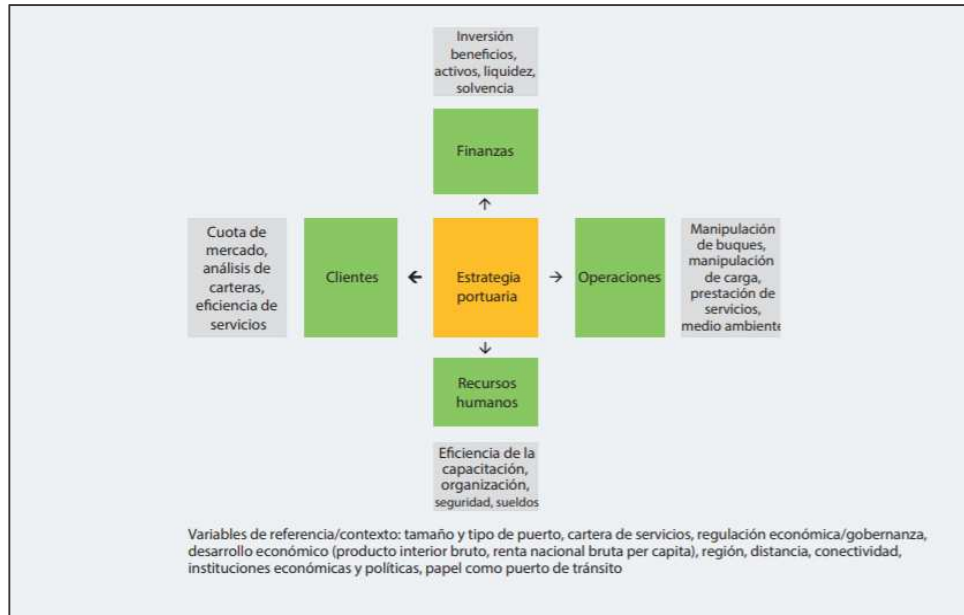 Inversión
beneficios,
activos, liquidez,
solvencia
Finanzas
↑
Cuota de
mercado,
análisis de
carteras,
eficiencia de
servicios
Clientes
←
Estrategia
portuaria
→
Operaciones
Manipulación
de buques,
manipulación
de carga,
prestación de
servicios,
medio ambiente
↓
Recursos
humanos
Eficiencia de la
capacitación,
organización,
seguridad, sueldos
Variables de referencia/contexto: tamaño y tipo de puerto, cartera de servicios, regulación económica/gobernanza,
desarrollo económico (producto interior bruto, renta nacional bruta per capita), región, distancia, conectividad,
instituciones económicas y políticas, papel como puerto de tránsito